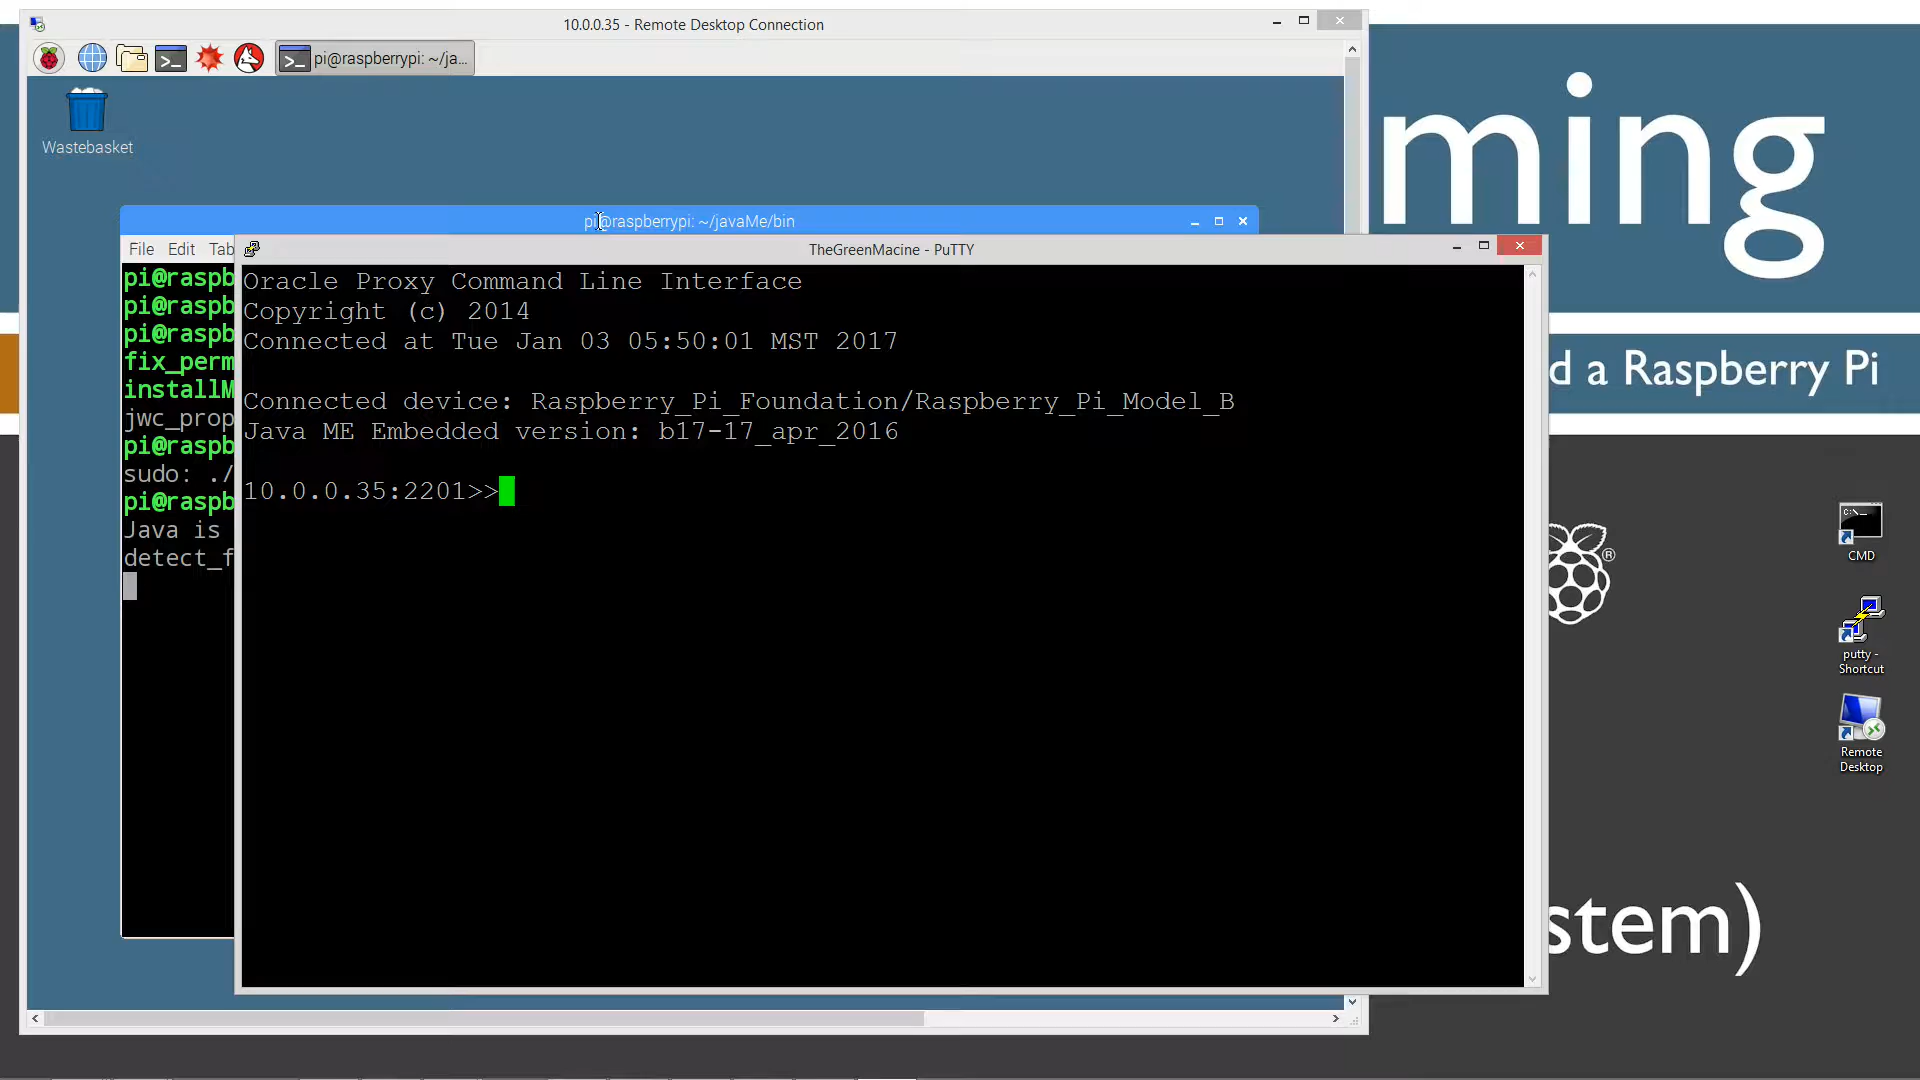 10.0.0.35 - Remote Desktop Connection
pi@raspberrypi: ~/ja...
Wastebasket
ming
pi@raspberrypi: ~/javaMe/bin
File Edit Tab
TheGreenMacine - PuTTY
pi@raspb
pi@raspb
pi@raspb
fix_perm
installM
jwc_prop
pi@raspb
sudo: ./
pi@raspb
Java is
detect_f
Oracle Proxy Command Line Interface
Copyright (c) 2014
Connected at Tue Jan 03 05:50:01 MST 2017
Connected device: Raspberry_Pi_Foundation/Raspberry_Pi_Model_B
Java ME Embedded version: b17-17_apr_2016
10.0.0.35:2201>>
d a Raspberry Pi
®
C:\_
CMD
putty -
Shortcut
Remote
Desktop
stem)